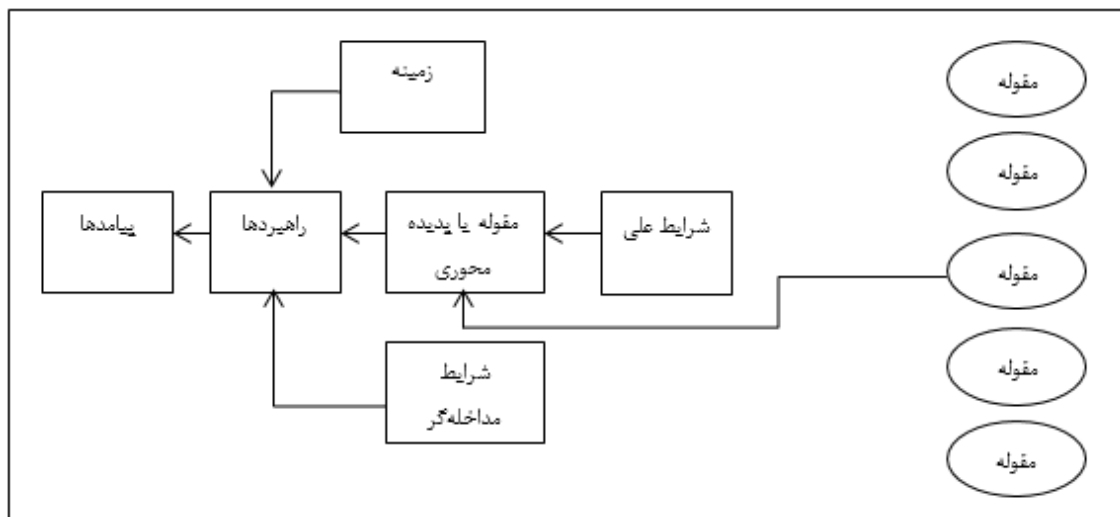 مقوله
مقوله
مقوله
مقوله
مقوله
زمینه
شرایط علی
مقوله یا پدیده
محوری
راهبردها
پیامدها
شرایط
مداخله‌گر